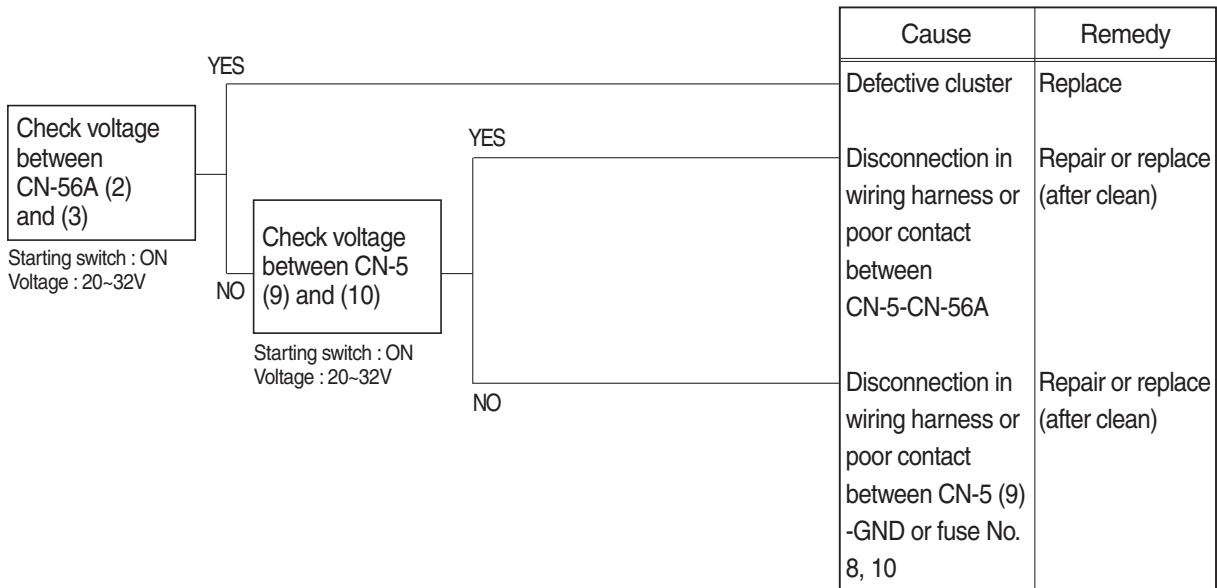 Cause
Remedy
YES
Defective cluster
Replace
Check voltage
between
CN-56A (2)
and (3)
Starting switch : ON
Voltage : 20~32V
NO
YES
Disconnection in
wiring harness or
poor contact
between
CN-5-CN-56A
Repair or replace
(after clean)
Check voltage
between CN-5
(9) and (10)
Starting switch : ON
Voltage : 20~32V
NO
Disconnection in
wiring harness or
poor contact
between CN-5 (9)
-GND or fuse No.
8, 10
Repair or replace
(after clean)